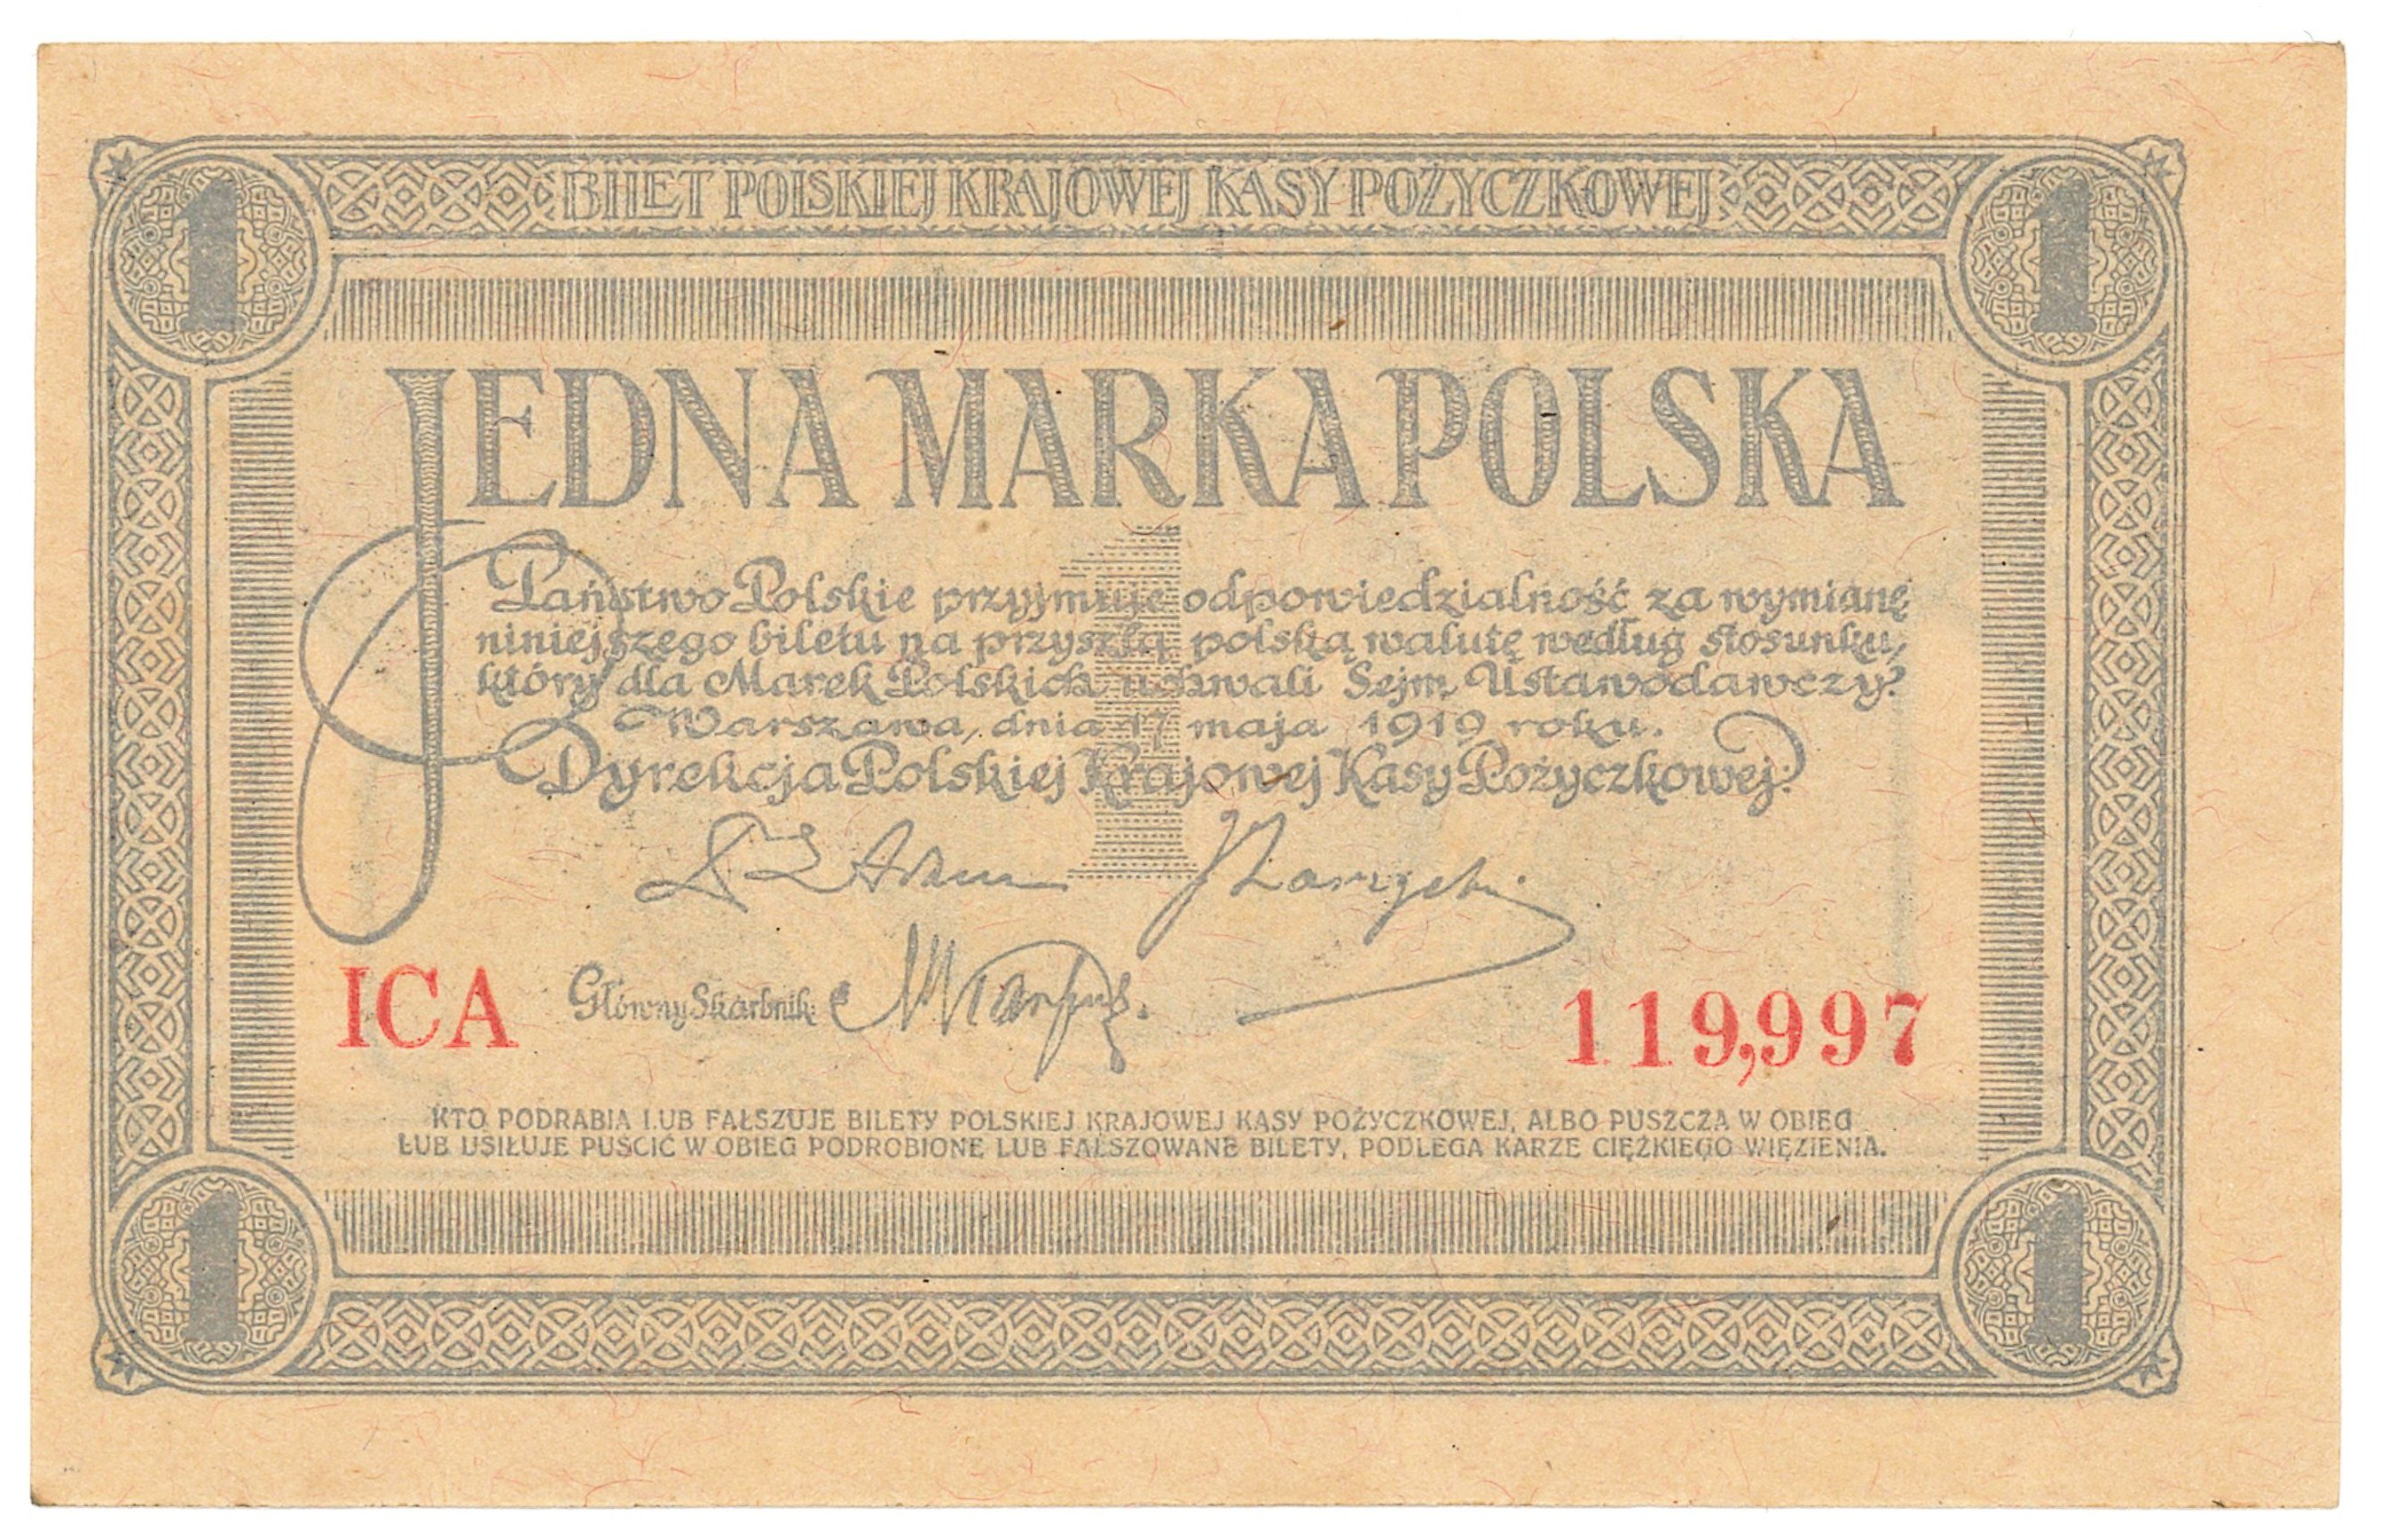 BILET POLSKIEJ KRAJOWEJ KASY POŻYCZKOWEJ
1 1
JEDNA MARKA POLSKA
1
Państwo Polskie przyjmuje odpowiedzialność za wymianę
niniejszego biletu na przyszłą polską walutę według stosunku,
który dla Marek Polskich uchwali Sejm Ustawodawczy.
Warszawa, dnia 17 maja 1919 roku.
Dyrekcja Polskiej Krajowej Kasy Pożyczkowej:
ICA Główny Skarbnik 119,997
KTO PODRABIA LUB FAŁSZUJE BILETY POLSKIEJ KRAJOWEJ KASY POŻYCZKOWEJ, ALBO PUSZCZA W OBIEG
LUB USIŁUJE PUŚCIĆ W OBIEG PODROBIONE LUB FAŁSZOWANE BILETY, PODLEGA KARZE CIĘŻKIEGO WIĘZIENIA.
1 1